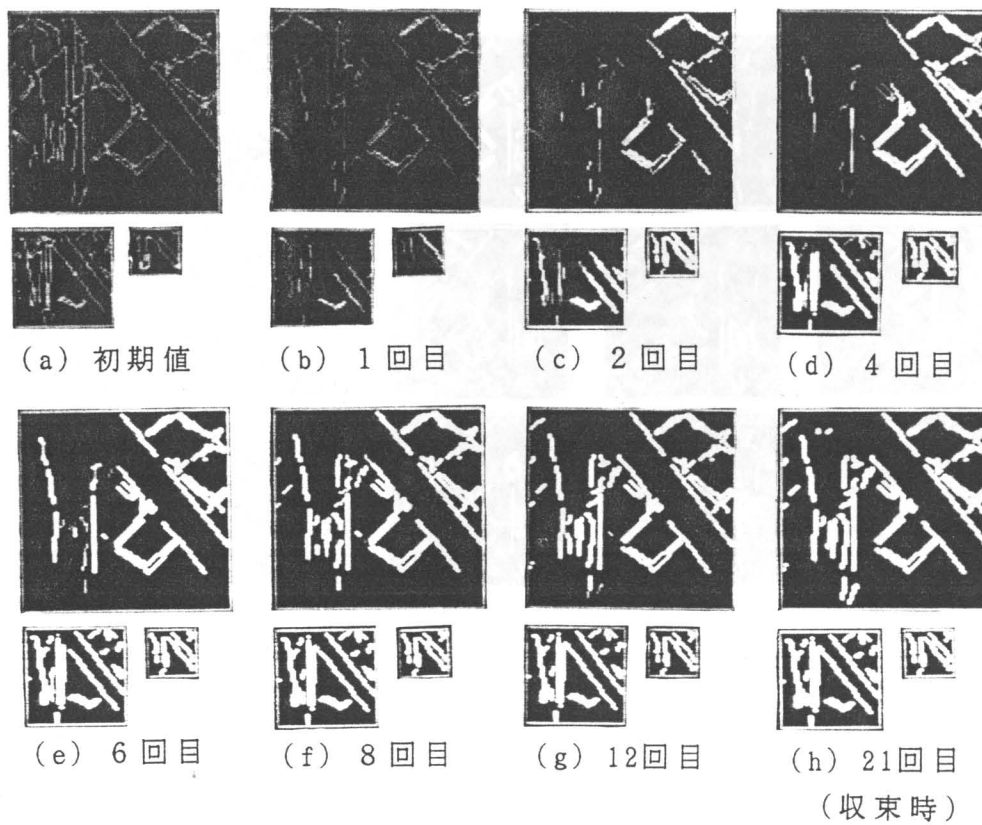 (a) 初期値
(b) 1回目
(c) 2回目
(d) 4回目
(e) 6回目
(f) 8回目
(g) 12回目
(h) 21回目
(収束時)